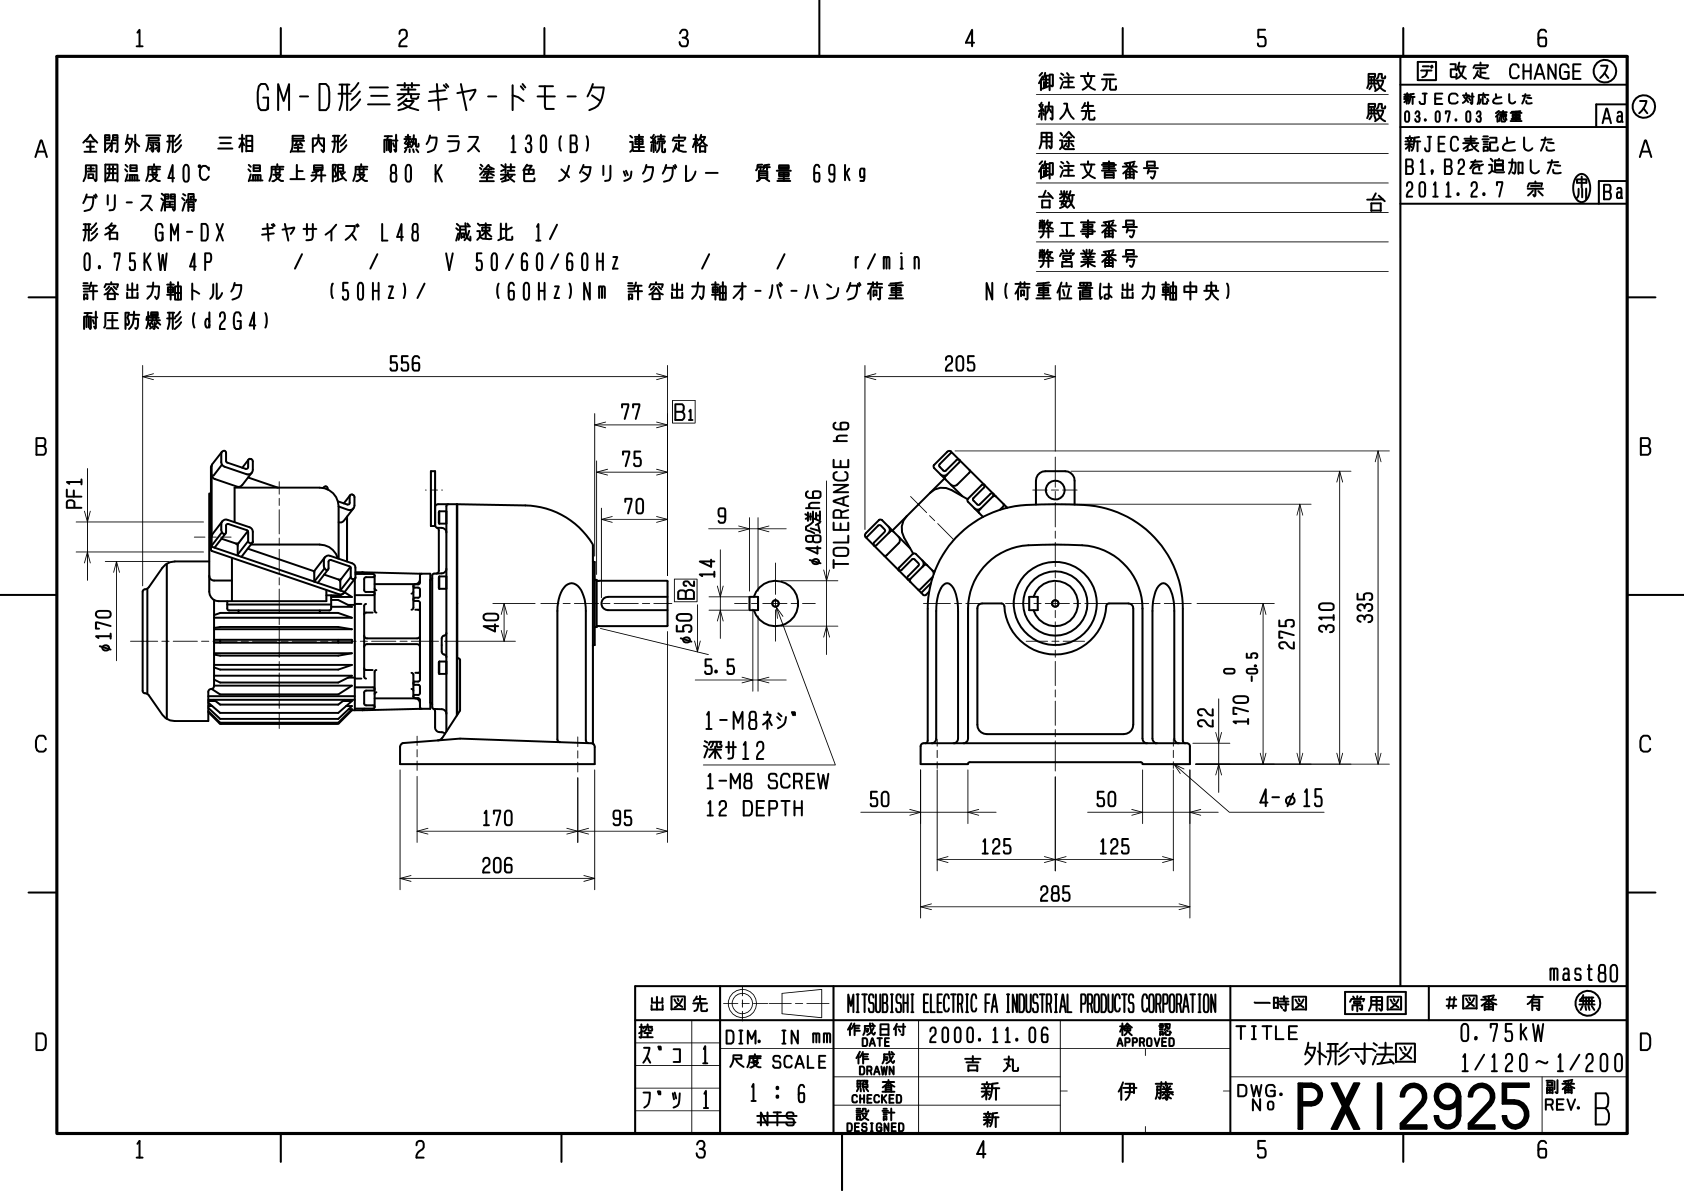 1 2 3 4 5 6
A A
B B
C C
D D
GM-D形三菱ギヤードモータ
全閉外扇形 三相 屋内形 耐熱クラス 130(B) 連続定格
周囲温度40℃ 温度上昇限度 80 K 塗装色 メタリックグレー 質量 69kg
グリース潤滑
形名 GM-DX ギヤサイズ L48 減速比 1/
0.75KW 4P / / V 50/60/60Hz / / r/min
許容出力軸トルク (50Hz)/ (60Hz)Nm 許容出力軸オーバーハング荷重 N(荷重位置は出力軸中央)
耐圧防爆形(d2G4)
御注文元 殿
納入先 殿
用途
御注文書番号
台数 台
弊工事番号
弊営業番号
デ 改定 CHANGE ス
新JEC対応とした
03.07.03 徳重 Aa
ス
新JEC表記とした
B1,B2を追加した
2011.2.7 宗 Ba
556
77 B1
75
70
PF1
φ170
40
B2
φ50
9
14
5.5
φ48公差h6
TOLERANCE h6
1-M8ネジ
深サ12
1-M8 SCREW
12 DEPTH
170 95
206
205
335
310
275
170 0 -0.5
22
50 50
4-φ15
125 125
285
mast80
出図先
控
ズコ 1
ブツ 1
DIM. IN mm
尺度 SCALE
1 : 6
NTS
MITSUBISHI ELECTRIC FA INDUSTRIAL PRODUCTS CORPORATION
作成日付 DATE 2000.11.06
作成 DRAWN 吉丸
照査 CHECKED 新
設計 DESIGNED 新
検認 APPROVED
伊藤
一時図 常用図 #図番 有 無
TITLE 0.75kW
外形寸法図 1/120~1/200
DWG. No PX12925
副番 REV. B
1 2 3 4 5 6